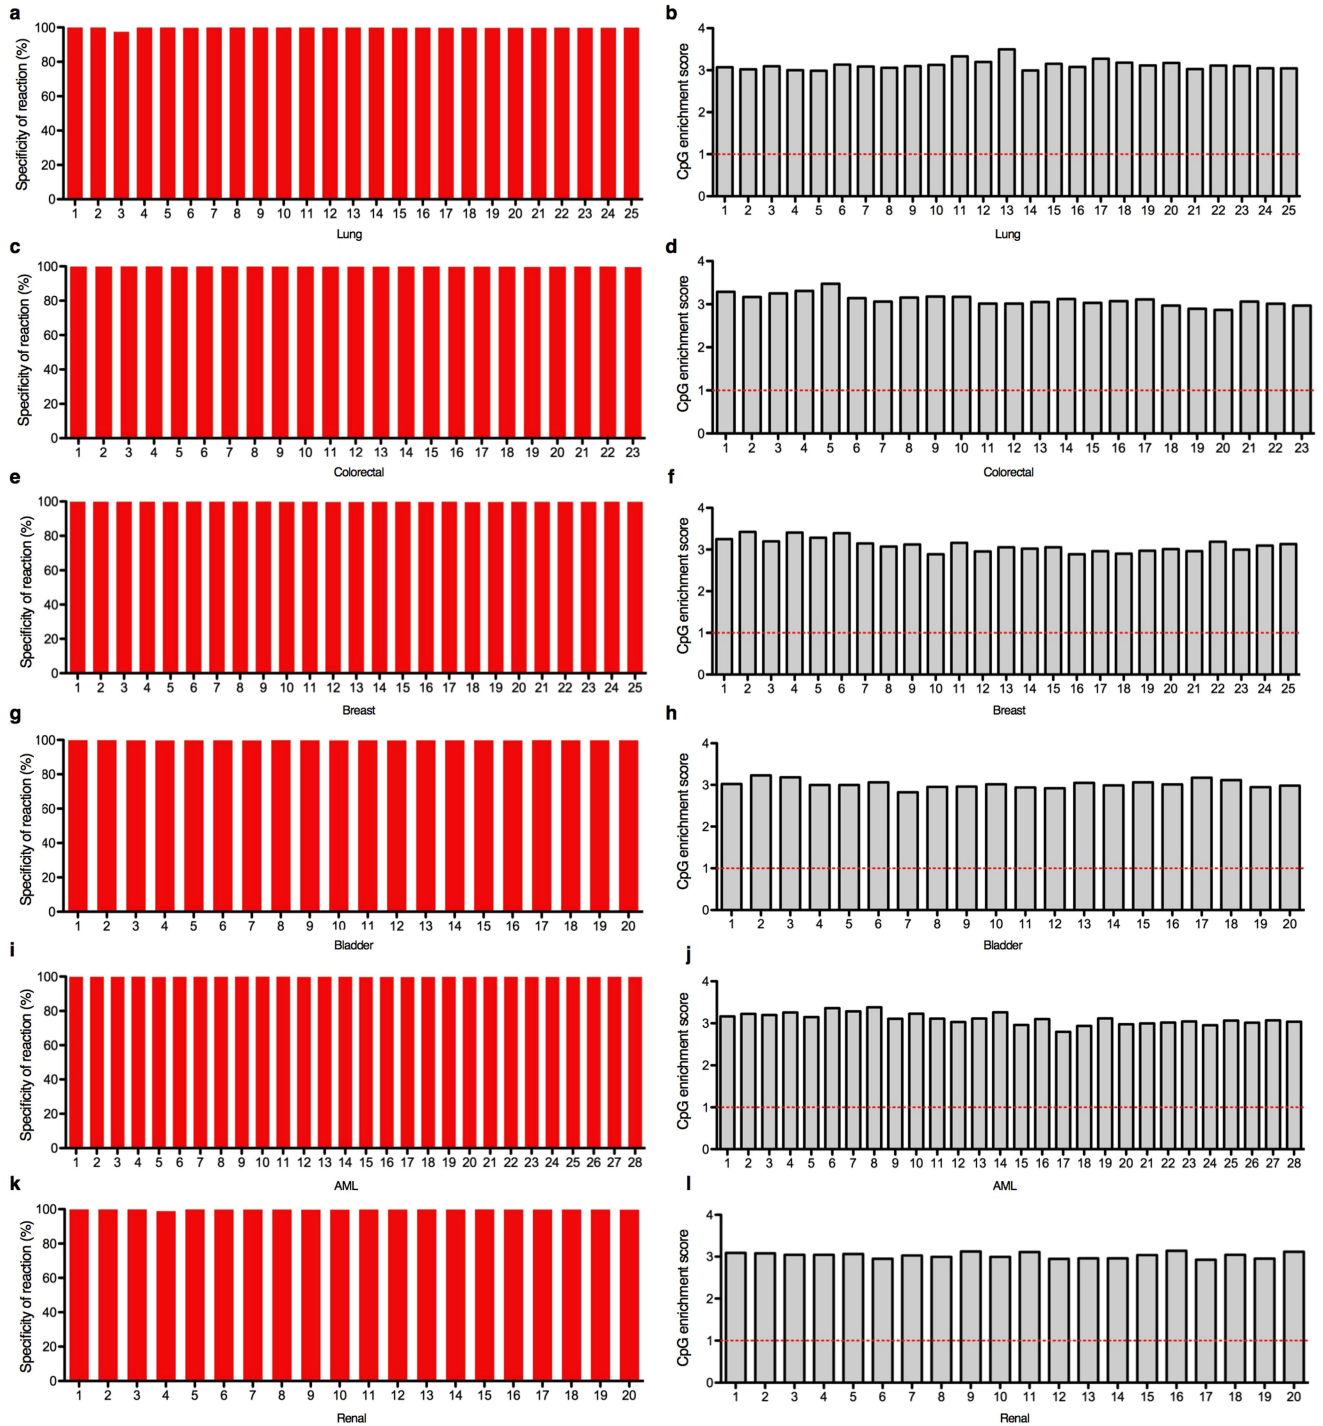 a
Specificity of reaction (%)
100
80
60
40
20
0
1 2 3 4 5 6 7 8 9 10 11 12 13 14 15 16 17 18 19 20 21 22 23 24 25
Lung
b
CpG enrichment score
4
3
2
1
0
1 2 3 4 5 6 7 8 9 10 11 12 13 14 15 16 17 18 19 20 21 22 23 24 25
Lung
c
Specificity of reaction (%)
100
80
60
40
20
0
1 2 3 4 5 6 7 8 9 10 11 12 13 14 15 16 17 18 19 20 21 22 23
Colorectal
d
CpG enrichment score
4
3
2
1
0
1 2 3 4 5 6 7 8 9 10 11 12 13 14 15 16 17 18 19 20 21 22 23
Colorectal
e
Specificity of reaction (%)
100
80
60
40
20
0
1 2 3 4 5 6 7 8 9 10 11 12 13 14 15 16 17 18 19 20 21 22 23 24 25
Breast
f
CpG enrichment score
4
3
2
1
0
1 2 3 4 5 6 7 8 9 10 11 12 13 14 15 16 17 18 19 20 21 22 23 24 25
Breast
g
Specificity of reaction (%)
100
80
60
40
20
0
1 2 3 4 5 6 7 8 9 10 11 12 13 14 15 16 17 18 19 20
Bladder
h
CpG enrichment score
4
3
2
1
0
1 2 3 4 5 6 7 8 9 10 11 12 13 14 15 16 17 18 19 20
Bladder
i
Specificity of reaction (%)
100
80
60
40
20
0
1 2 3 4 5 6 7 8 9 10 11 12 13 14 15 16 17 18 19 20 21 22 23 24 25 26 27 28
AML
j
CpG enrichment score
4
3
2
1
0
1 2 3 4 5 6 7 8 9 10 11 12 13 14 15 16 17 18 19 20 21 22 23 24 25 26 27 28
AML
k
Specificity of reaction (%)
100
80
60
40
20
0
1 2 3 4 5 6 7 8 9 10 11 12 13 14 15 16 17 18 19 20
Renal
l
CpG enrichment score
4
3
2
1
0
1 2 3 4 5 6 7 8 9 10 11 12 13 14 15 16 17 18 19 20
Renal